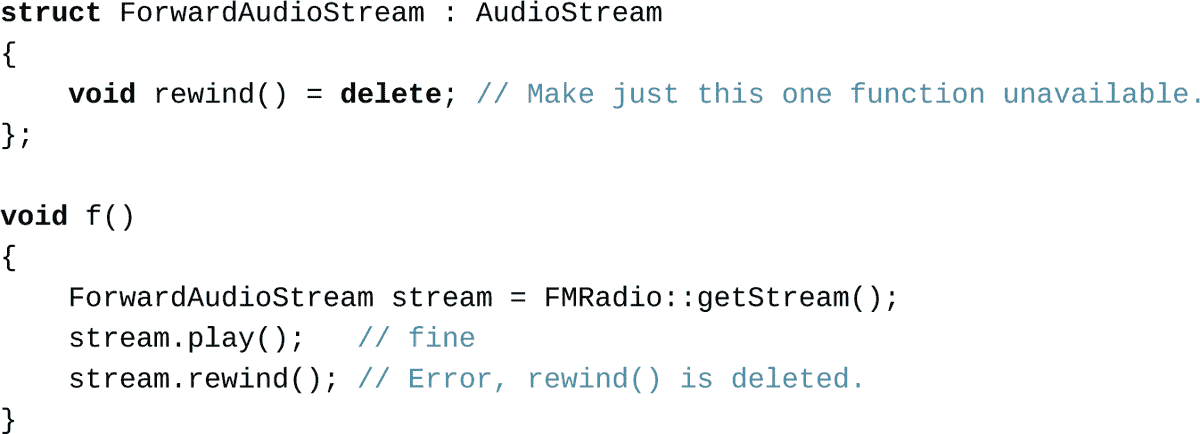 struct ForwardAudioStream : AudioStream
{
    void rewind() = delete; // Make just this one function unavailable.
};

void f()
{
    ForwardAudioStream stream = FMRadio::getStream();
    stream.play();   // fine
    stream.rewind(); // Error, rewind() is deleted.
}